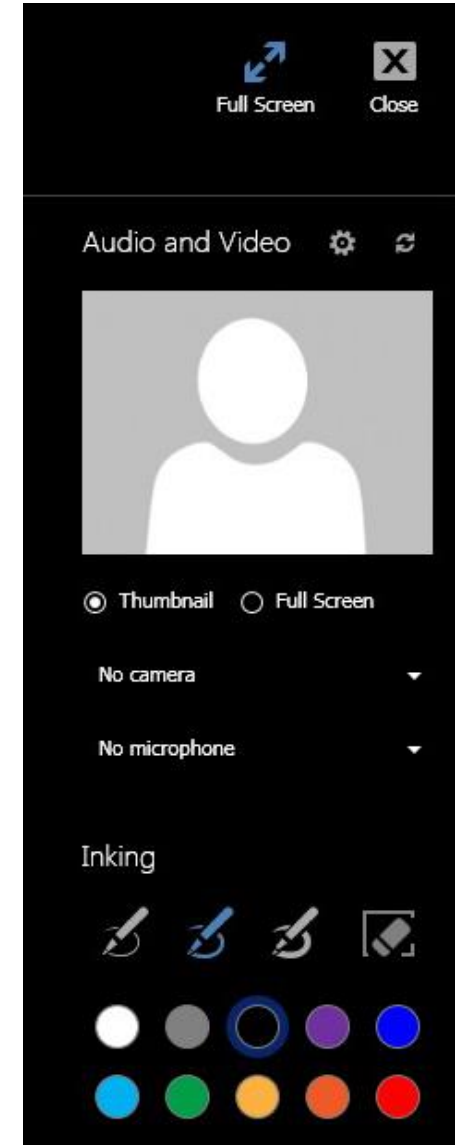 Full Screen Close
Audio and Video
Thumbnail Full Screen
No camera
No microphone
Inking